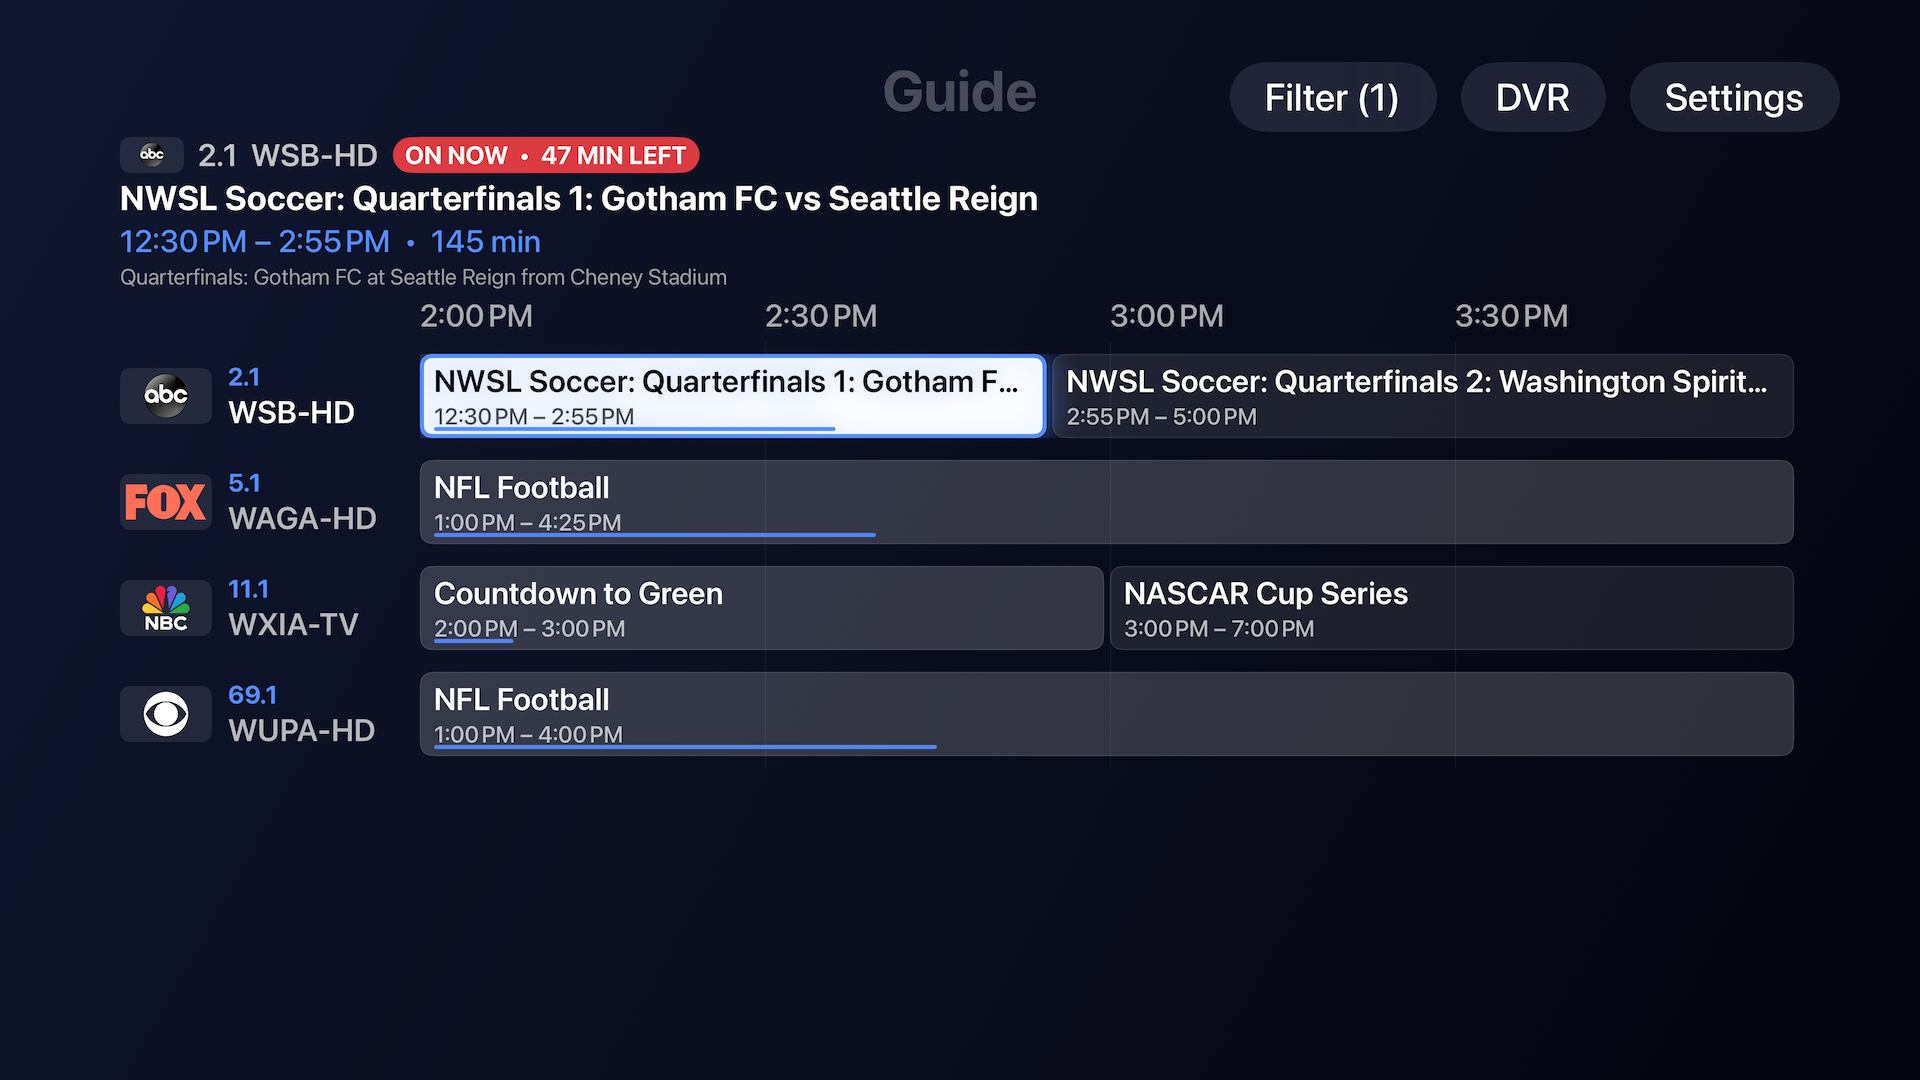 Guide
Filter (1)
DVR
Settings
abc 2.1 WSB-HD ON NOW • 47 MIN LEFT
NWSL Soccer: Quarterfinals 1: Gotham FC vs Seattle Reign
12:30 PM – 2:55 PM • 145 min
Quarterfinals: Gotham FC at Seattle Reign from Cheney Stadium
2:00 PM 2:30 PM 3:00 PM 3:30 PM
abc
2.1
WSB-HD
NWSL Soccer: Quarterfinals 1: Gotham F...
12:30 PM – 2:55 PM
NWSL Soccer: Quarterfinals 2: Washington Spirit...
2:55 PM – 5:00 PM
FOX
5.1
WAGA-HD
NFL Football
1:00 PM – 4:25 PM
NBC
11.1
WXIA-TV
Countdown to Green
2:00 PM – 3:00 PM
NASCAR Cup Series
3:00 PM – 7:00 PM
69.1
WUPA-HD
NFL Football
1:00 PM – 4:00 PM